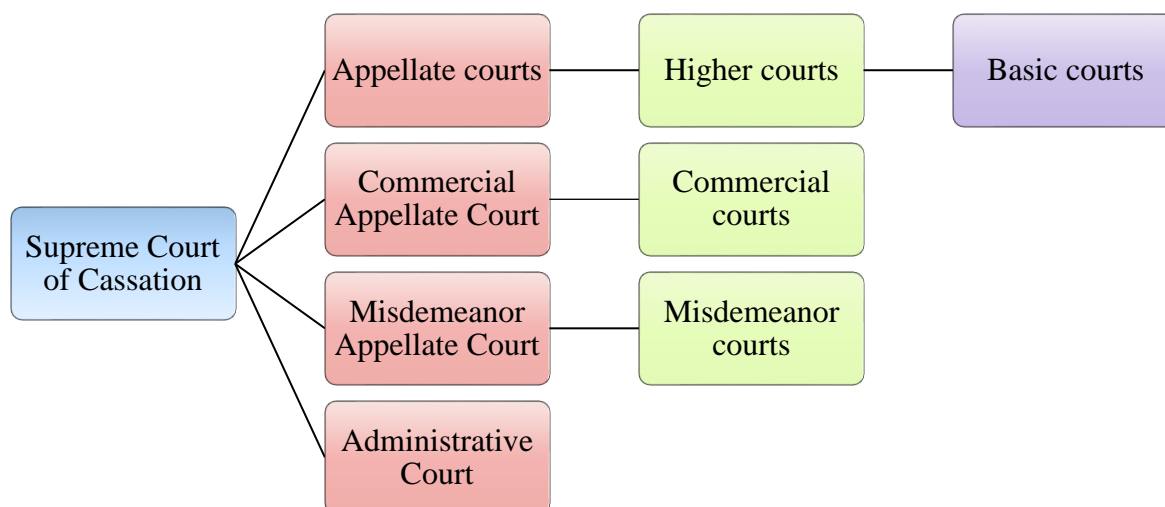 Supreme Court
of Cassation
Appellate courts
Higher courts
Basic courts
Commercial
Appellate Court
Commercial
courts
Misdemeanor
Appellate Court
Misdemeanor
courts
Administrative
Court